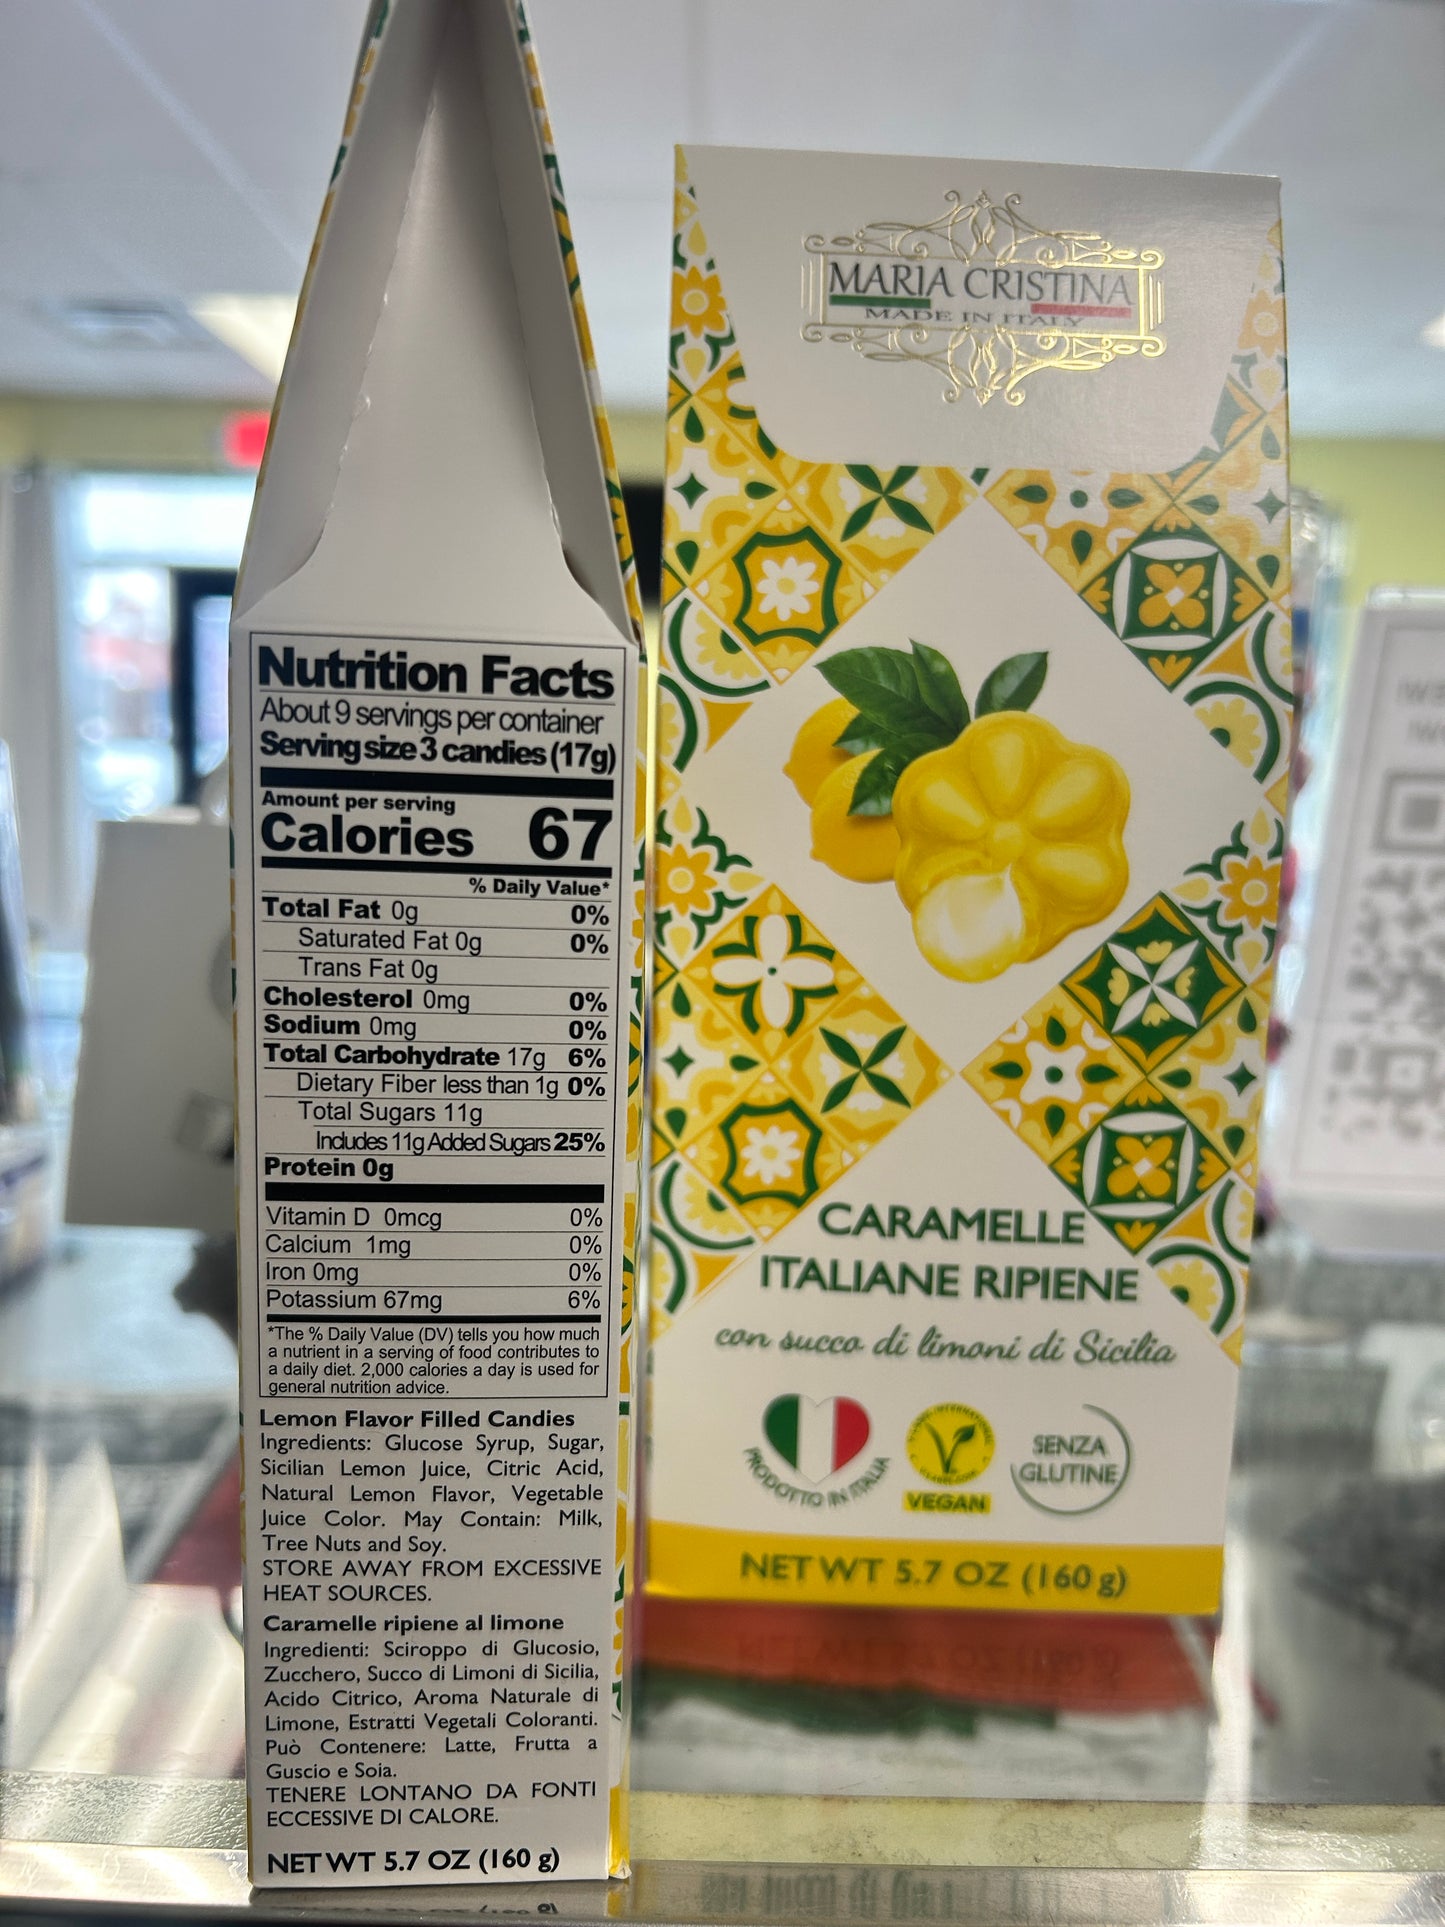 Nutrition Facts
About 9 servings per container
Serving size 3 candies (17g)
Amount per serving
Calories 67
% Daily Value*
Total Fat 0g 0%
Saturated Fat 0g 0%
Trans Fat 0g
Cholesterol 0mg 0%
Sodium 0mg 0%
Total Carbohydrate 17g 6%
Dietary Fiber less than 1g 0%
Total Sugars 11g
Includes 11g Added Sugars 25%
Protein 0g
Vitamin D 0mcg 0%
Calcium 1mg 0%
Iron 0mg 0%
Potassium 67mg 6%
*The % Daily Value (DV) tells you how much
a nutrient in a serving of food contributes to
a daily diet. 2,000 calories a day is used for
general nutrition advice.
Lemon Flavor Filled Candies
Ingredients: Glucose Syrup, Sugar,
Sicilian Lemon Juice, Citric Acid,
Natural Lemon Flavor, Vegetable
Juice Color. May Contain: Milk,
Tree Nuts and Soy.
STORE AWAY FROM EXCESSIVE
HEAT SOURCES.
Caramelle ripiene al limone
Ingredienti: Sciroppo di Glucosio,
Zucchero, Succo di Limoni di Sicilia,
Acido Citrico, Aroma Naturale di
Limone, Estratti Vegetali Coloranti.
Può Contenere: Latte, Frutta a
Guscio e Soia.
TENERE LONTANO DA FONTI
ECCESSIVE DI CALORE.
NET WT 5.7 OZ (160 g)
MARIA CRISTINA
MADE IN ITALY
CARAMELLE
ITALIANE RIPIENE
con succo di limoni di Sicilia
PRODOTTO IN ITALIA
VEGAN
SENZA
GLUTINE
NET WT 5.7 OZ (160 g)